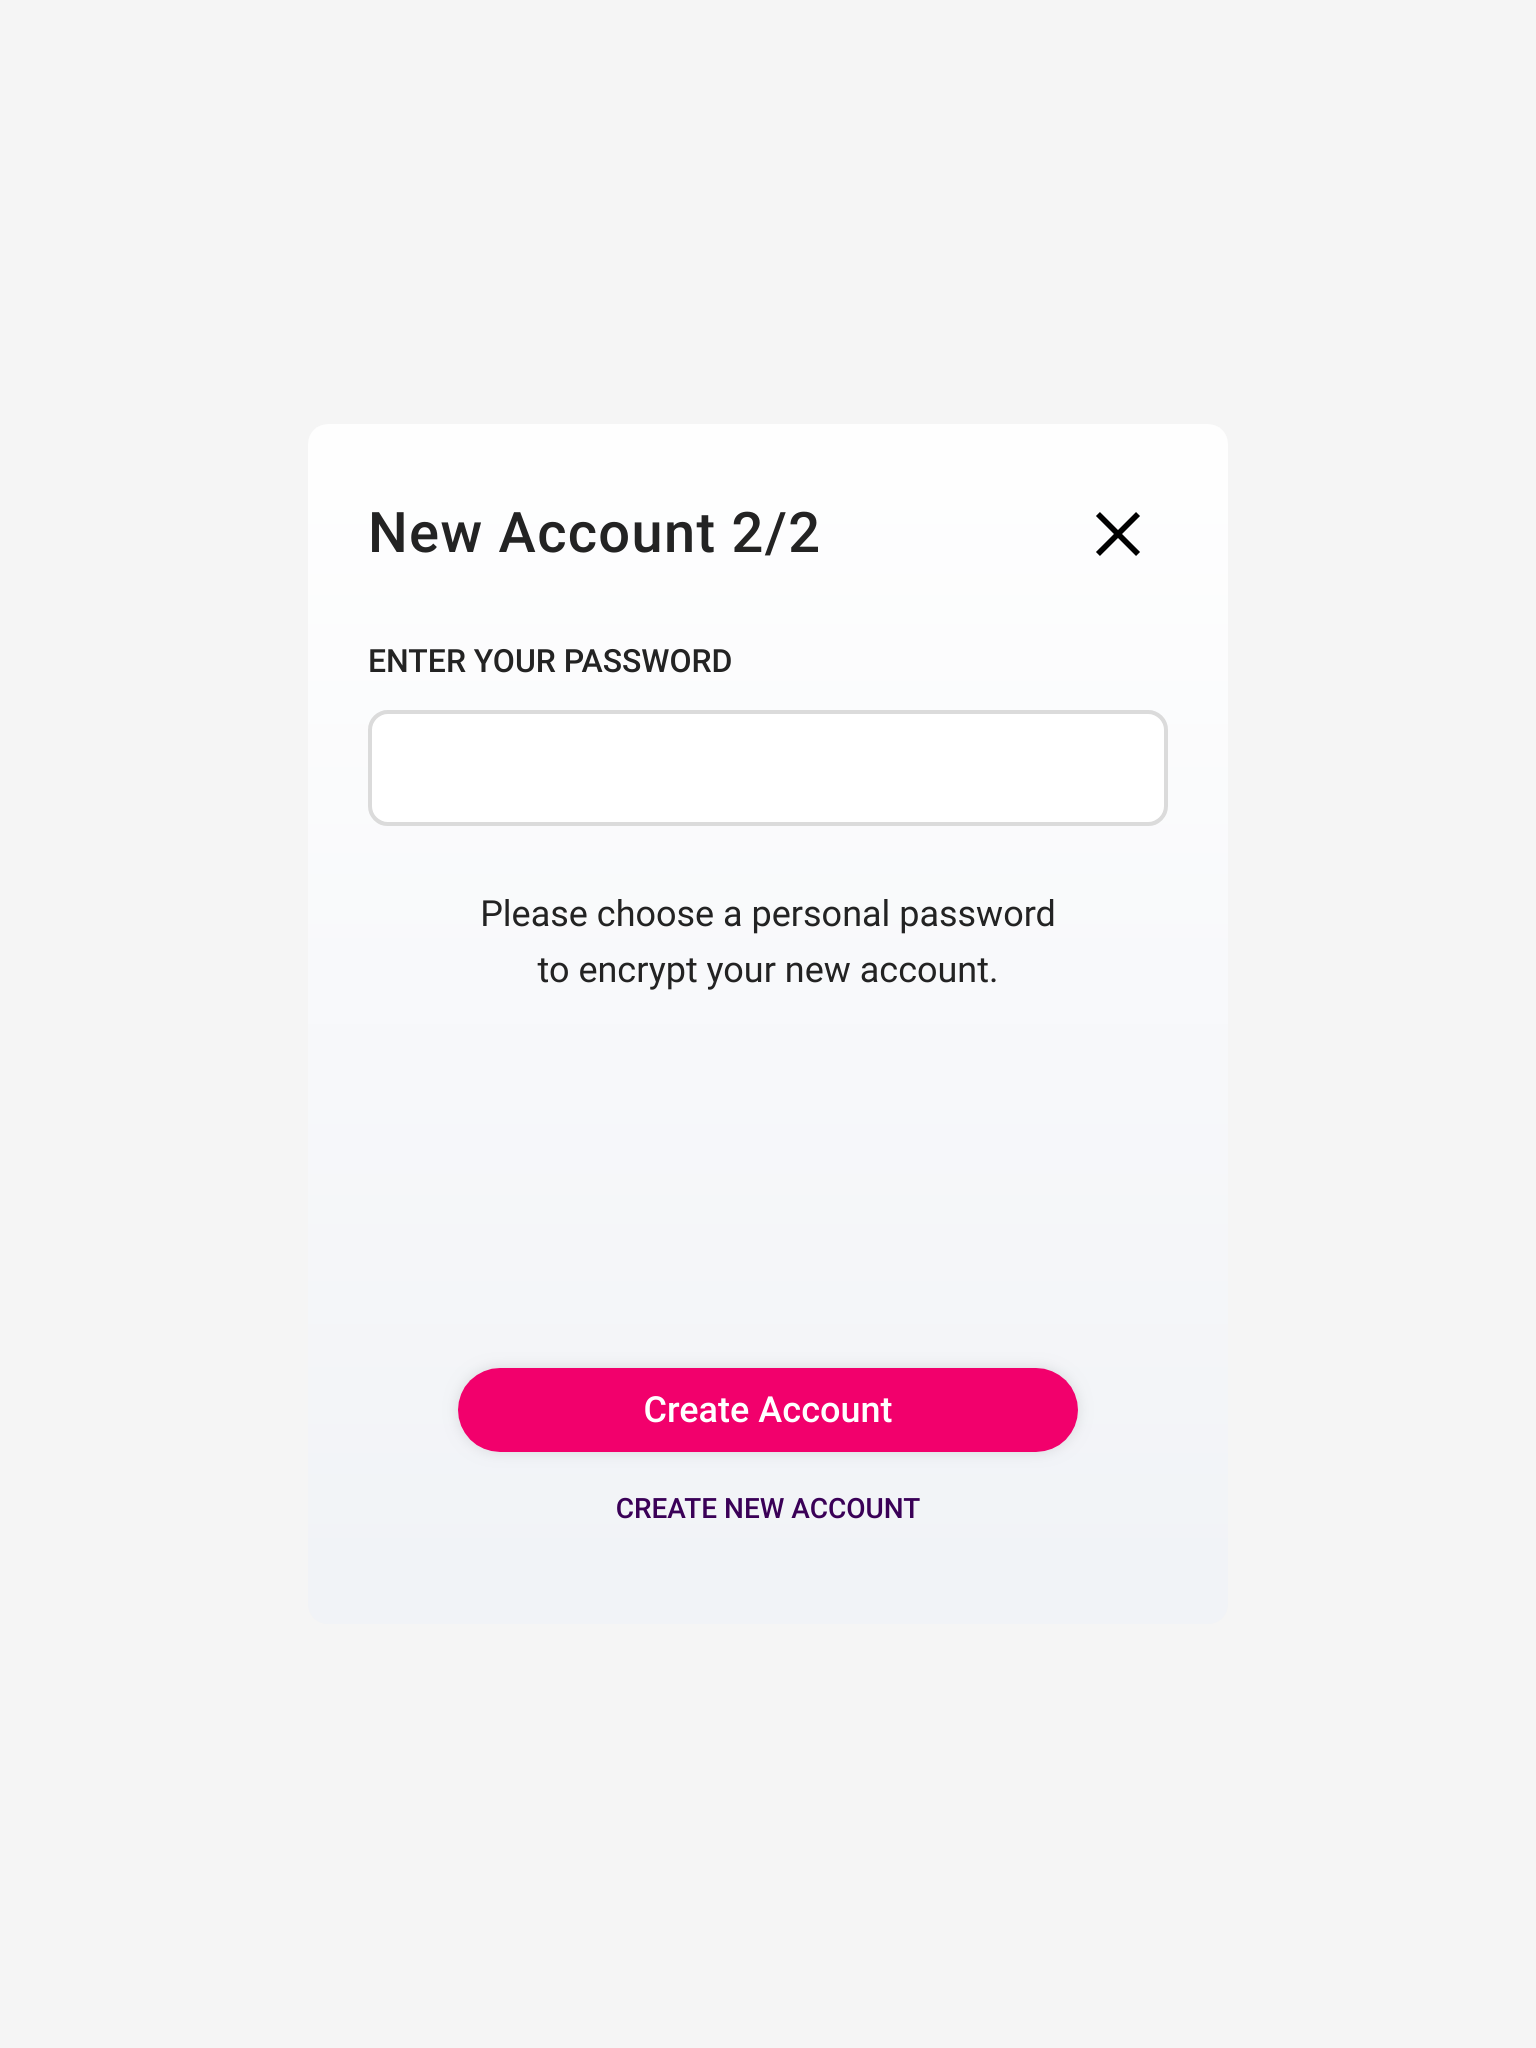 New Account 2/2
ENTER YOUR PASSWORD
Please choose a personal password
to encrypt your new account.
Create Account
CREATE NEW ACCOUNT